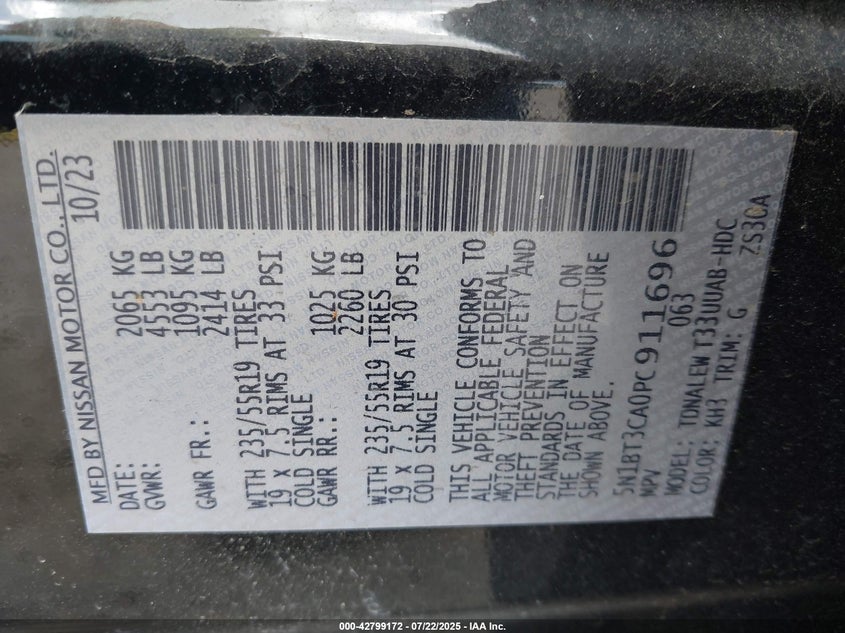 MFD BY NISSAN MOTOR CO., LTD.
DATE: 10/23
GVWR: 2065 KG
4553 LB
GAWR FR.: 1095 KG
2414 LB
WITH 235/55R19 TIRES
19 X 7.5 RIMS AT 33 PSI
COLD SINGLE
GAWR RR.: 1025 KG
2260 LB
WITH 235/55R19 TIRES
19 X 7.5 RIMS AT 30 PSI
COLD SINGLE
THIS VEHICLE CONFORMS TO
ALL APPLICABLE FEDERAL
MOTOR VEHICLE SAFETY AND
THEFT PREVENTION
STANDARDS IN EFFECT ON
THE DATE OF MANUFACTURE
SHOWN ABOVE.
5N1BT3CA0PC911696
MPV 063
MODEL: TDNALEW T33UUAB-HDC
COLOR: KH3 TRIM: G ZS30A
000-42799172 - 07/22/2025 - IAA Inc.